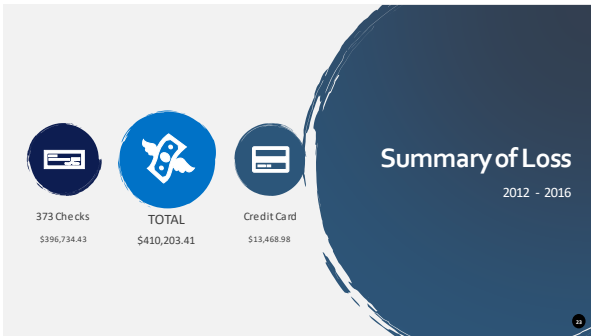 373 Checks
$396,734.43
TOTAL
$410,203.41
Credit Card
$13,468.98
Summary of Loss
2012 - 2016
23